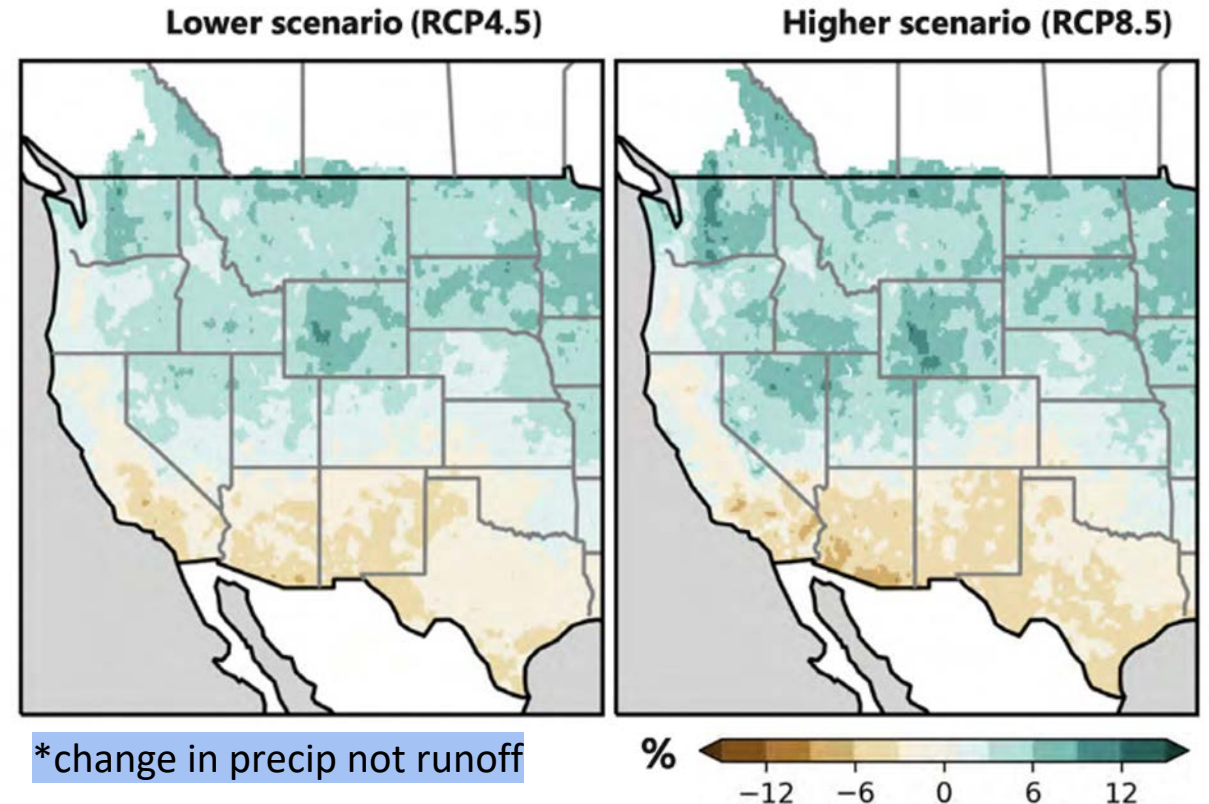 Lower scenario (RCP4.5)
Higher scenario (RCP8.5)
*change in precip not runoff
%
−12 −6 0 6 12